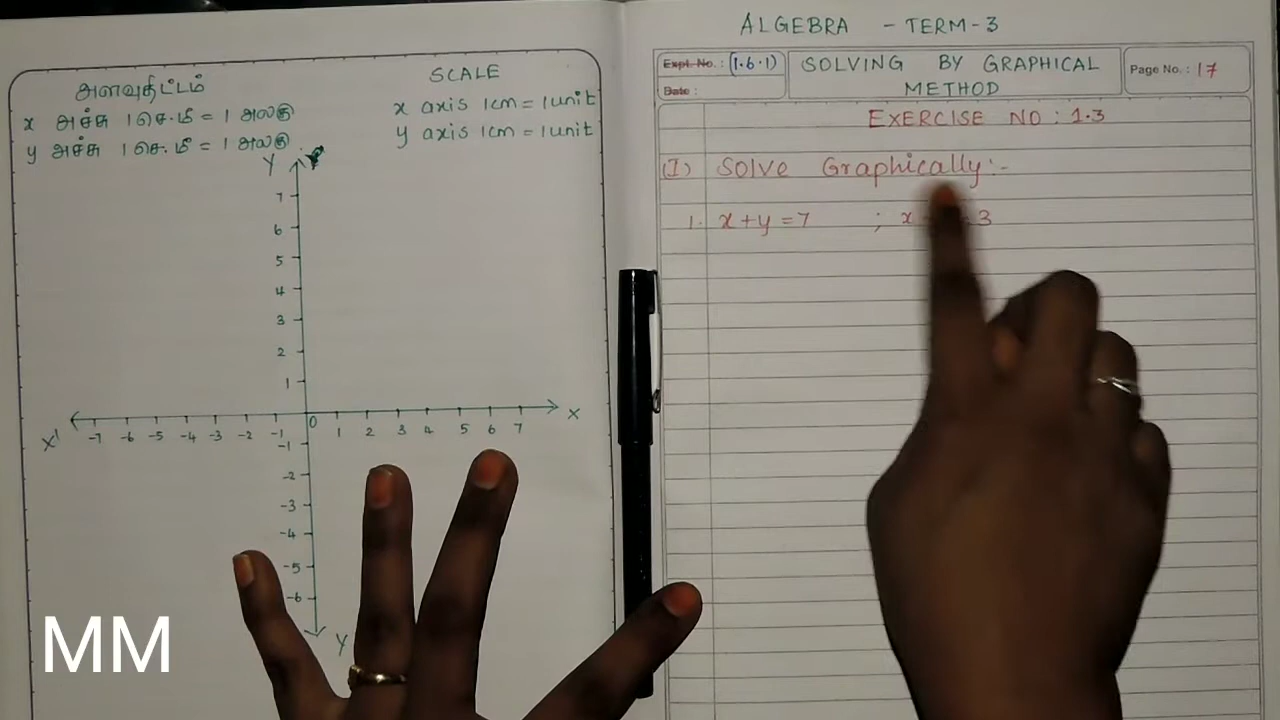 அளவுதிட்டம்
x அச்சு 1 செ.மீ = 1 அலகு
y அச்சு 1 செ.மீ = 1 அலகு
SCALE
x axis 1cm = 1unit
y axis 1cm = 1unit
Y
7
6
5
4
3
2
1
X' -7 -6 -5 -4 -3 -2 -1 0 1 2 3 4 5 6 7 X
-1
-2
-3
-4
-5
-6
Y
MM
ALGEBRA - TERM-3
Expt. No. : (1.6.1)
Date :
SOLVING BY GRAPHICAL
METHOD
Page No. : 17
EXERCISE NO : 1.3
(I) Solve Graphically:-
1. x+y=7 ; x 3